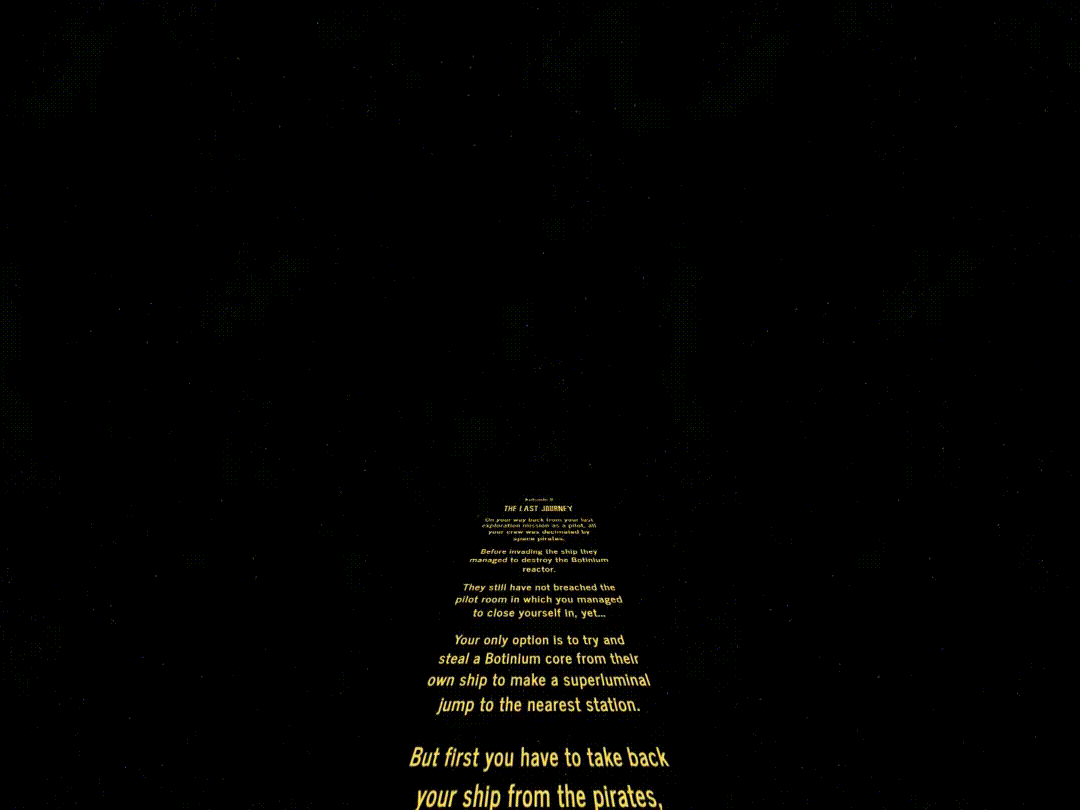 Episode II
THE LAST JOURNEY
On your way back from your last
exploration mission as a pilot, all
your crew was decimated by
space pirates.
Before invading the ship they
managed to destroy the Botinium
reactor.
They still have not breached the
pilot room in which you managed
to close yourself in, yet...
Your only option is to try and
steal a Botinium core from their
own ship to make a superluminal
jump to the nearest station.
But first you have to take back
your ship from the pirates,